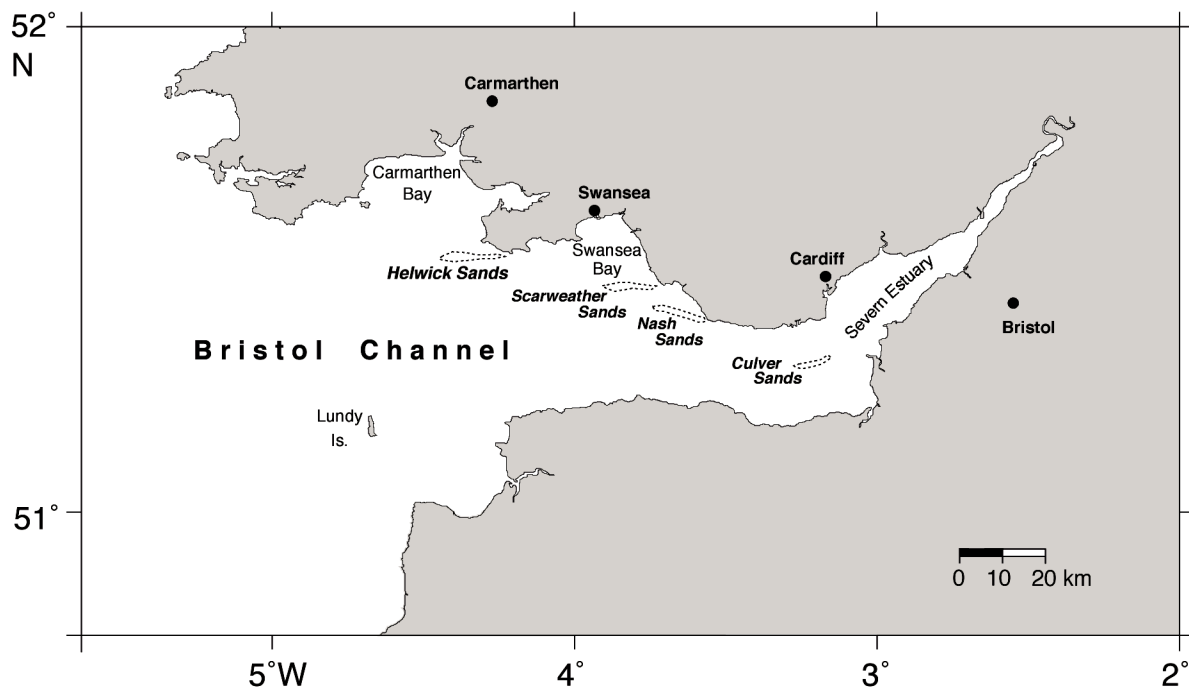 52°
N
Carmarthen
Carmarthen
Bay
Swansea
Swansea
Bay
Helwick Sands
Scarweather
Sands
Nash
Sands
Cardiff
Severn Estuary
Bristol
Culver
Sands
Bristol Channel
Lundy
Is.
51°
0 10 20 km
5°W 4° 3° 2°